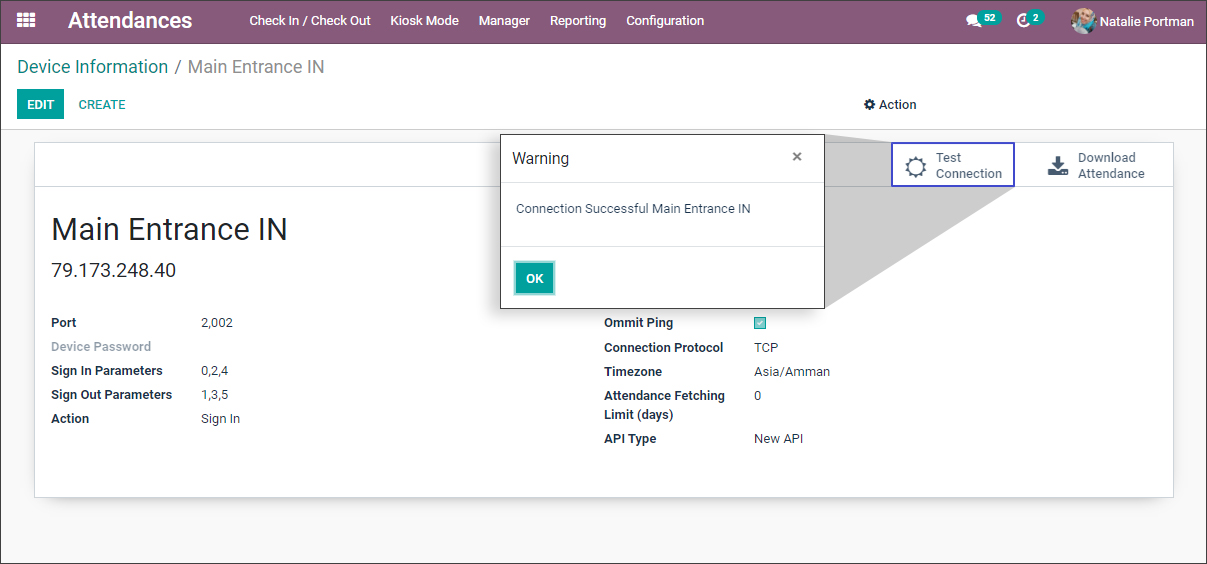 Attendances Check In / Check Out Kiosk Mode Manager Reporting Configuration 52 2 Natalie Portman
Device Information / Main Entrance IN
EDIT CREATE Action
Warning ×
Connection Successful Main Entrance IN
OK
Test
Connection
Download
Attendance
Main Entrance IN
79.173.248.40
Port 2,002
Device Password
Sign In Parameters 0,2,4
Sign Out Parameters 1,3,5
Action Sign In
Ommit Ping
Connection Protocol TCP
Timezone Asia/Amman
Attendance Fetching 0
Limit (days)
API Type New API